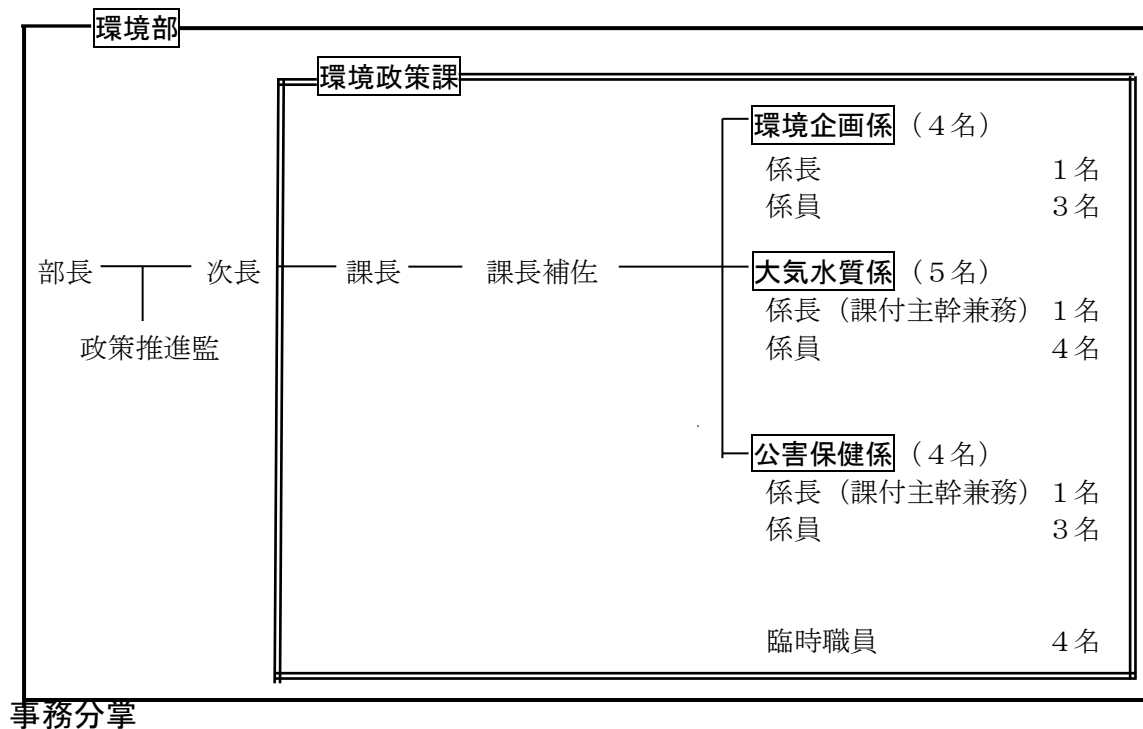 環境部
環境政策課
環境企画係（４名）
係長　１名
係員　３名
部長　次長　課長　課長補佐　大気水質係（５名）
係長（課付主幹兼務）１名
政策推進監　係員　４名
公害保健係（４名）
係長（課付主幹兼務）１名
係員　３名
臨時職員　４名
事務分掌